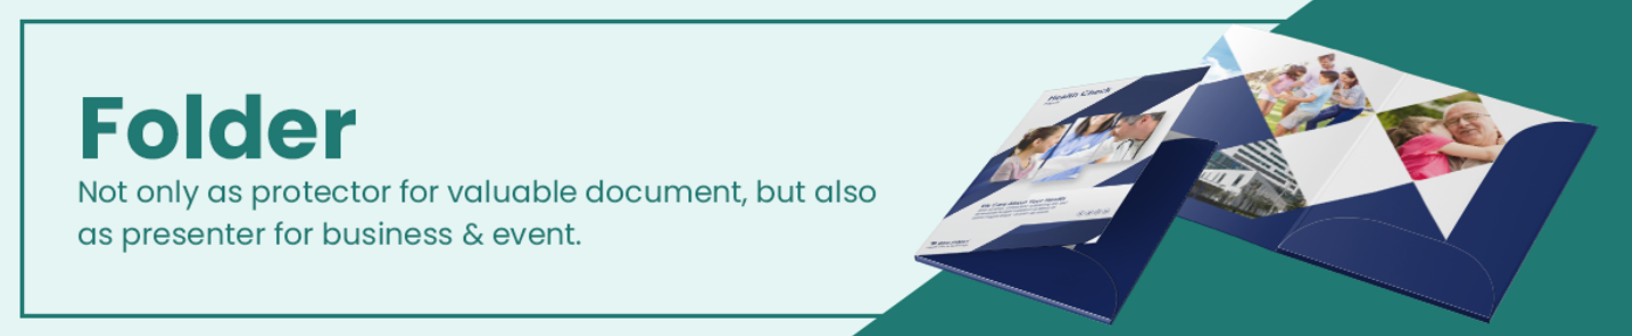 Folder
Not only as protector for valuable document, but also
as presenter for business & event.
Health Check
We Care About Your Health